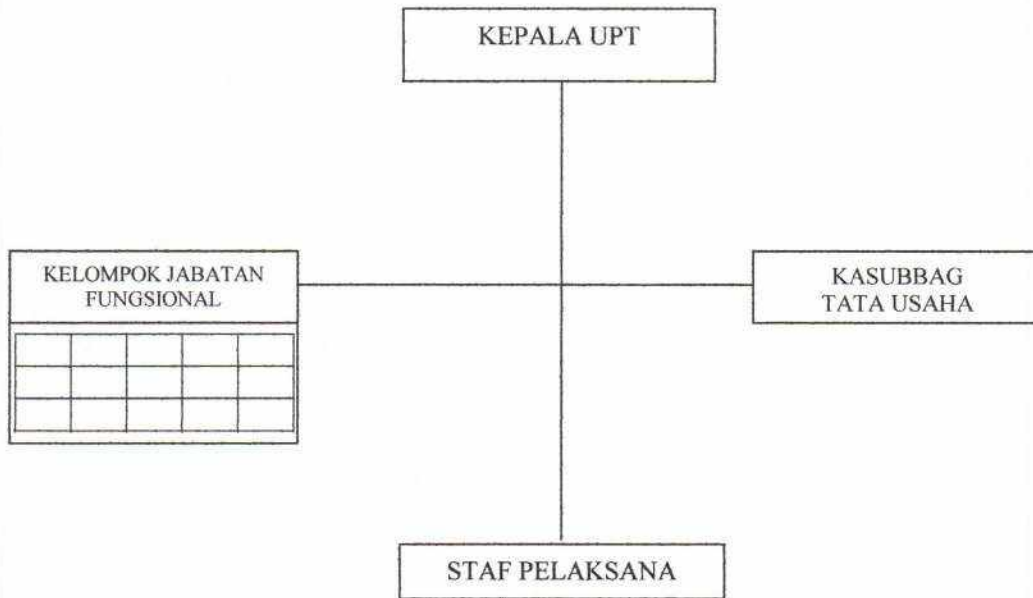 KEPALA UPT
KELOMPOK JABATAN
FUNGSIONAL
KASUBBAG
TATA USAHA
STAF PELAKSANA